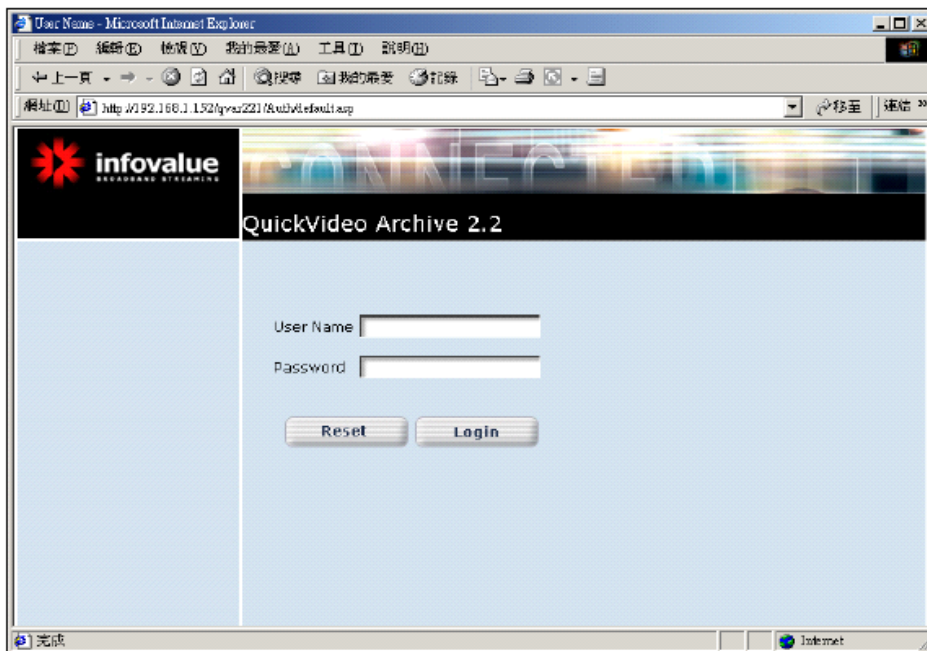 User Name - Microsoft Internet Explorer
檔案(F) 編輯(E) 檢視(V) 我的最愛(A) 工具(T) 說明(H)
上一頁 搜尋 我的最愛 記錄
網址(D) http://192.168.1.152/qvar221/Auth/default.asp 移至 連結 »
infovalue
BROADBAND STREAMING
CONNECTED
QuickVideo Archive 2.2
User Name
Password
Reset Login
完成 Internet